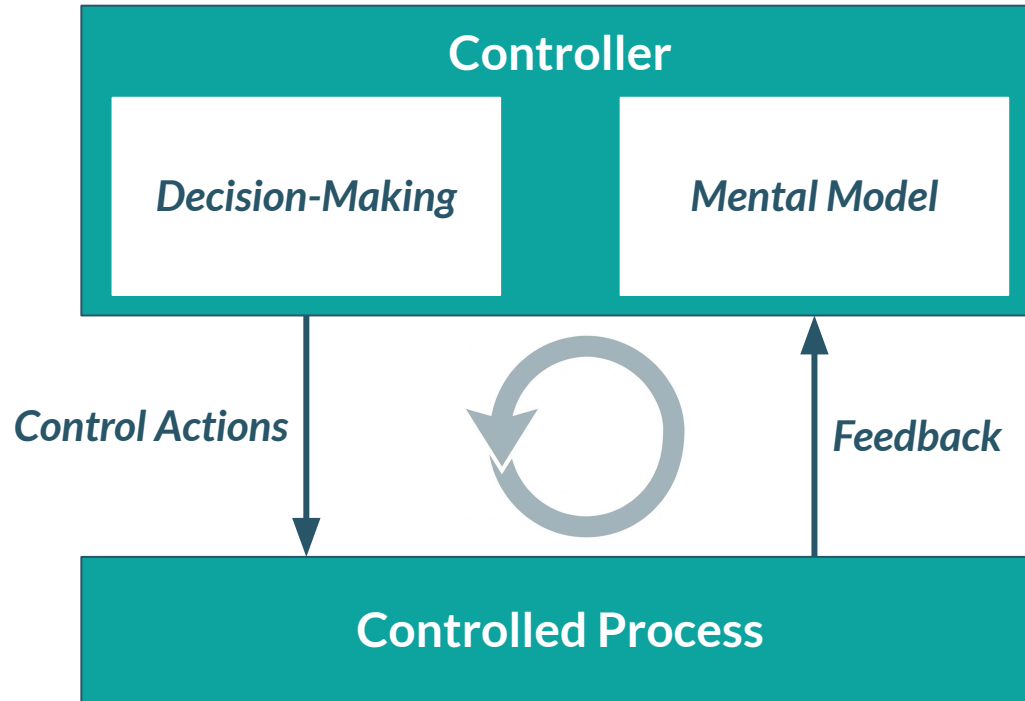 Controller
Decision-Making
Mental Model
Control Actions
Feedback
Controlled Process